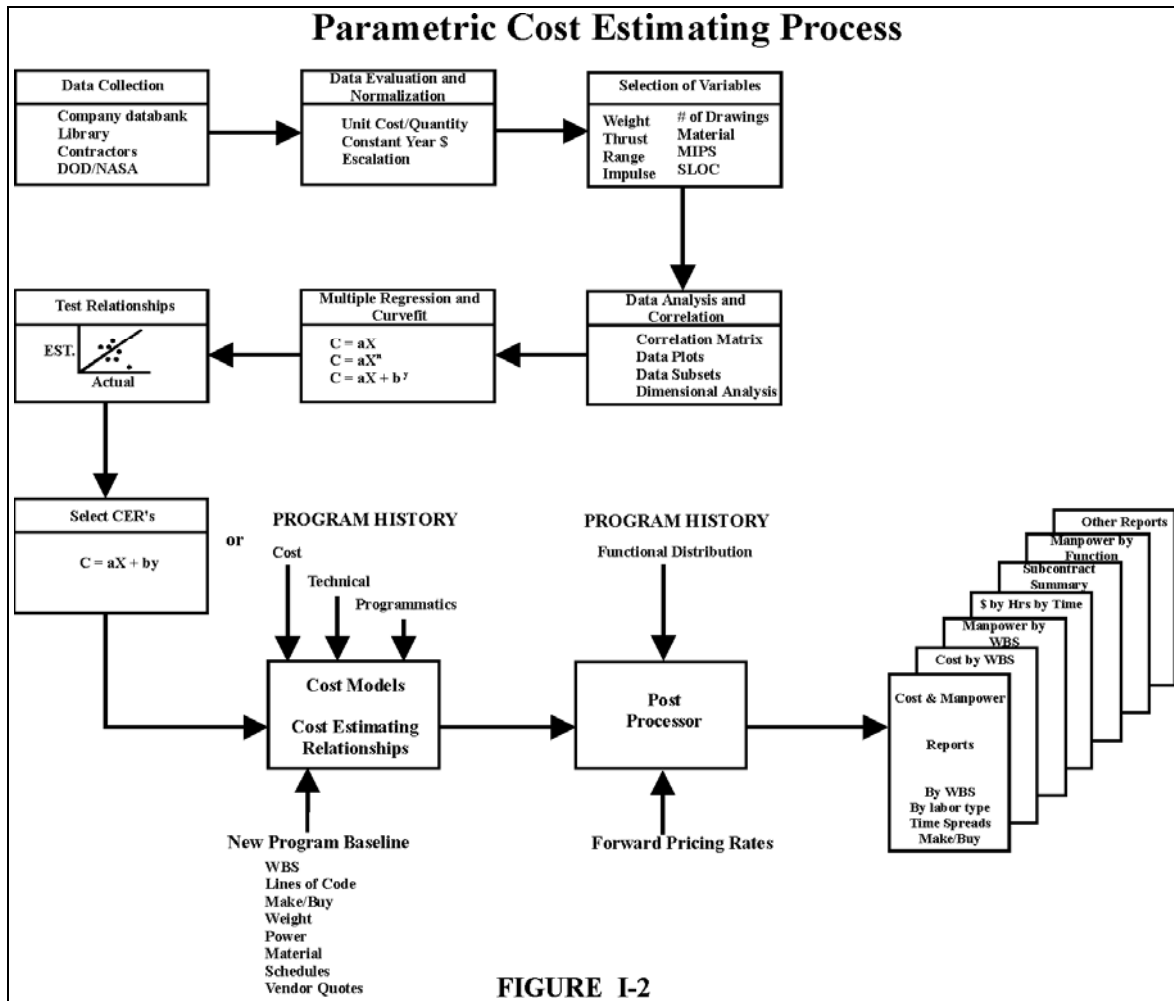 Parametric Cost Estimating Process
Data Collection
Company databank
Library
Contractors
DOD/NASA
Data Evaluation and
Normalization
Unit Cost/Quantity
Constant Year $
Escalation
Selection of Variables
Weight
Thrust
Range
Impulse
# of Drawings
Material
MIPS
SLOC
Test Relationships
EST.
Actual
Multiple Regression and
Curvefit
C = aX
C = aXⁿ
C = aX + bʸ
Data Analysis and
Correlation
Correlation Matrix
Data Plots
Data Subsets
Dimensional Analysis
Select CER's
C = aX + by
or
PROGRAM HISTORY
Cost
Technical
Programmatics
Cost Models
Cost Estimating
Relationships
New Program Baseline
WBS
Lines of Code
Make/Buy
Weight
Power
Material
Schedules
Vendor Quotes
PROGRAM HISTORY
Functional Distribution
Post
Processor
Forward Pricing Rates
Other Reports
Manpower by
Function
Subcontract
Summary
$ by Hrs by Time
Manpower by
WBS
Cost by WBS
Cost & Manpower
Reports
By WBS
By labor type
Time Spreads
Make/Buy
FIGURE I-2